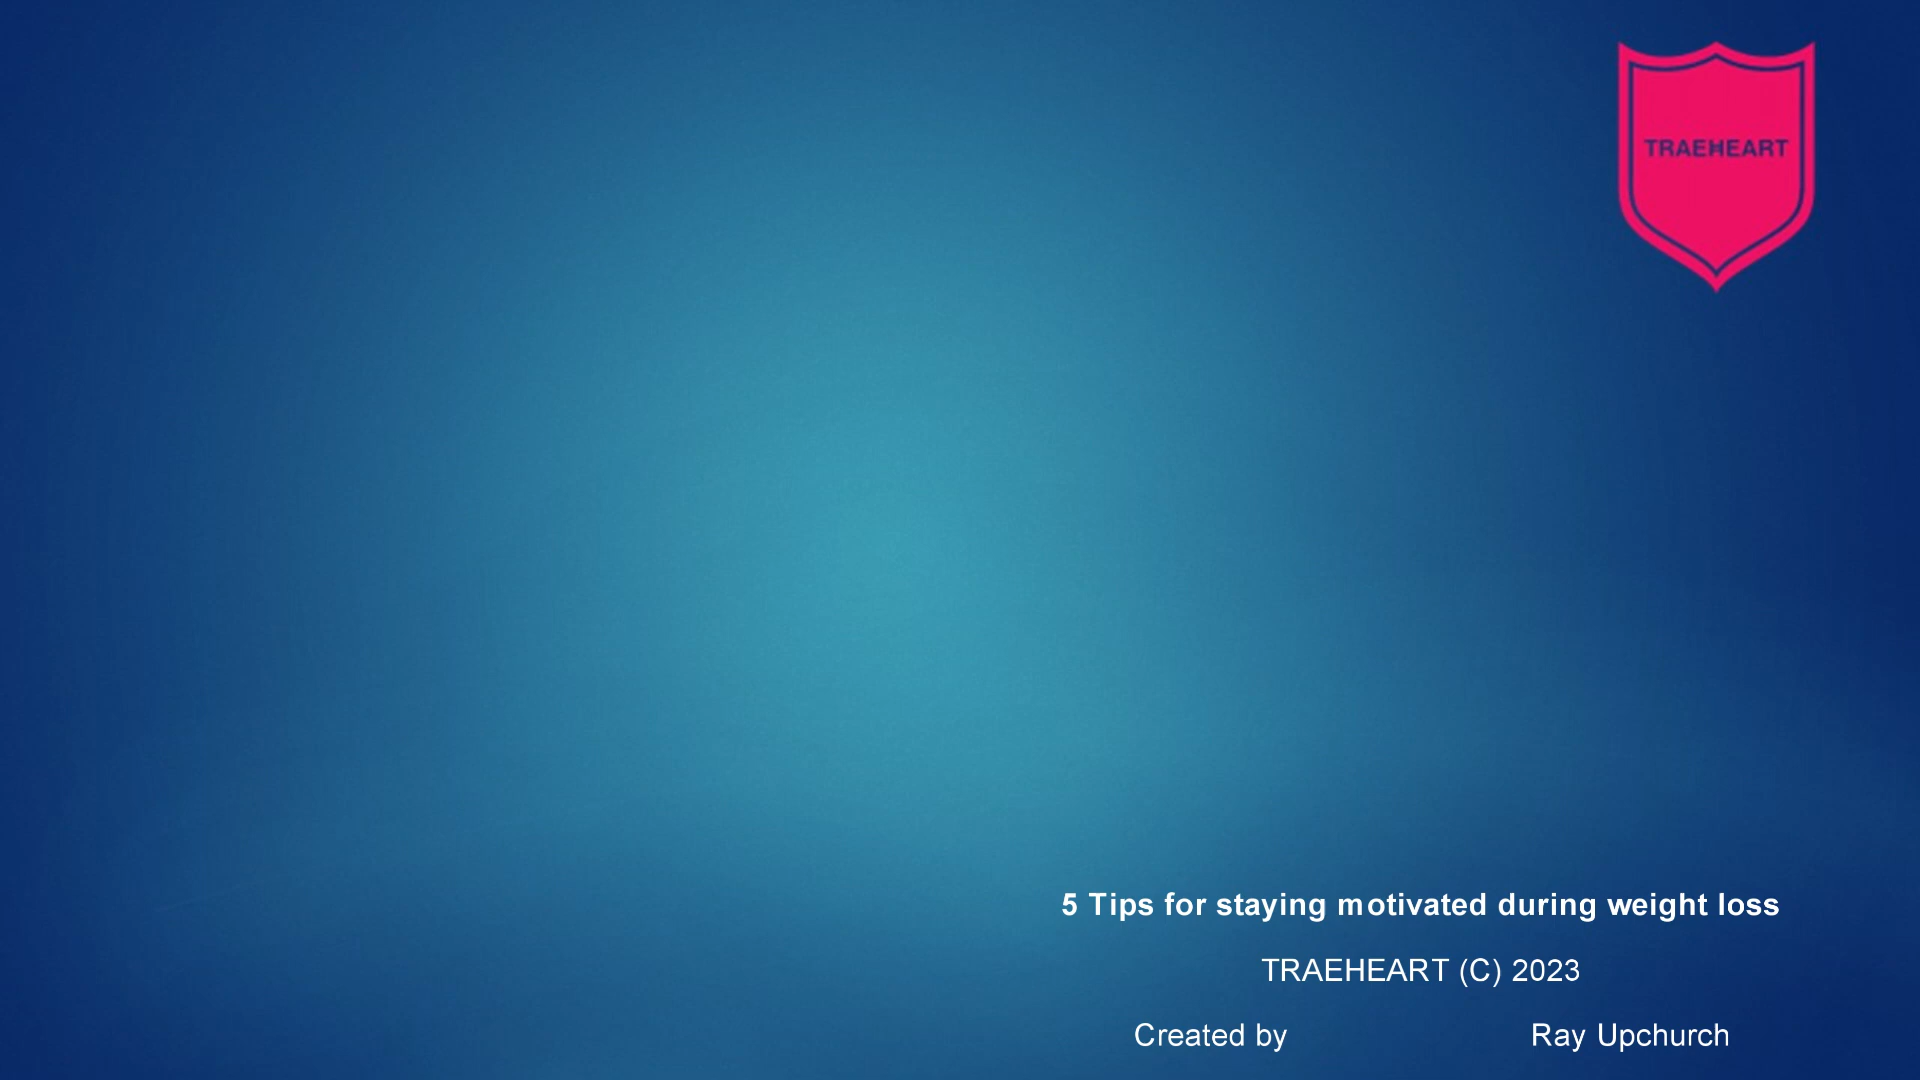 TRAEHEART
5 Tips for staying motivated during weight loss
TRAEHEART (C) 2023
Created by Ray Upchurch